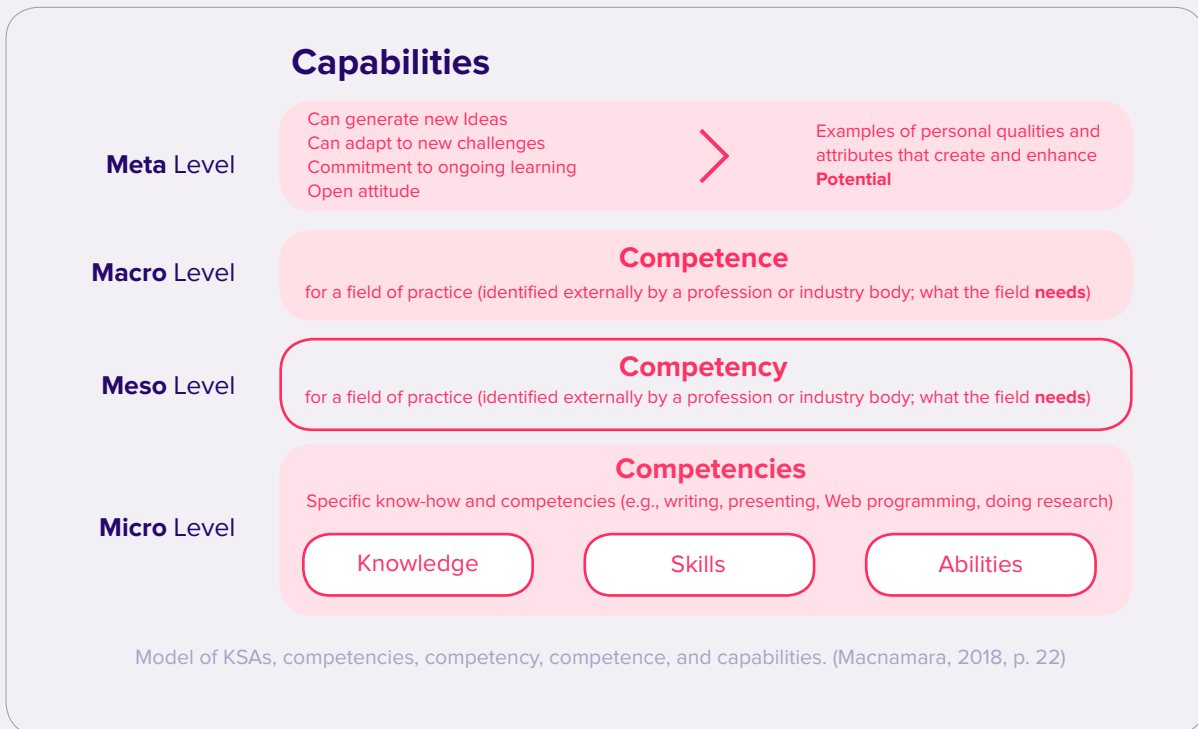 Capabilities
Meta Level
Can generate new Ideas
Can adapt to new challenges
Commitment to ongoing learning
Open attitude
Examples of personal qualities and
attributes that create and enhance
Potential
Macro Level
Competence
for a field of practice (identified externally by a profession or industry body; what the field needs)
Meso Level
Competency
for a field of practice (identified externally by a profession or industry body; what the field needs)
Micro Level
Competencies
Specific know-how and competencies (e.g., writing, presenting, Web programming, doing research)
Knowledge
Skills
Abilities
Model of KSAs, competencies, competency, competence, and capabilities. (Macnamara, 2018, p. 22)